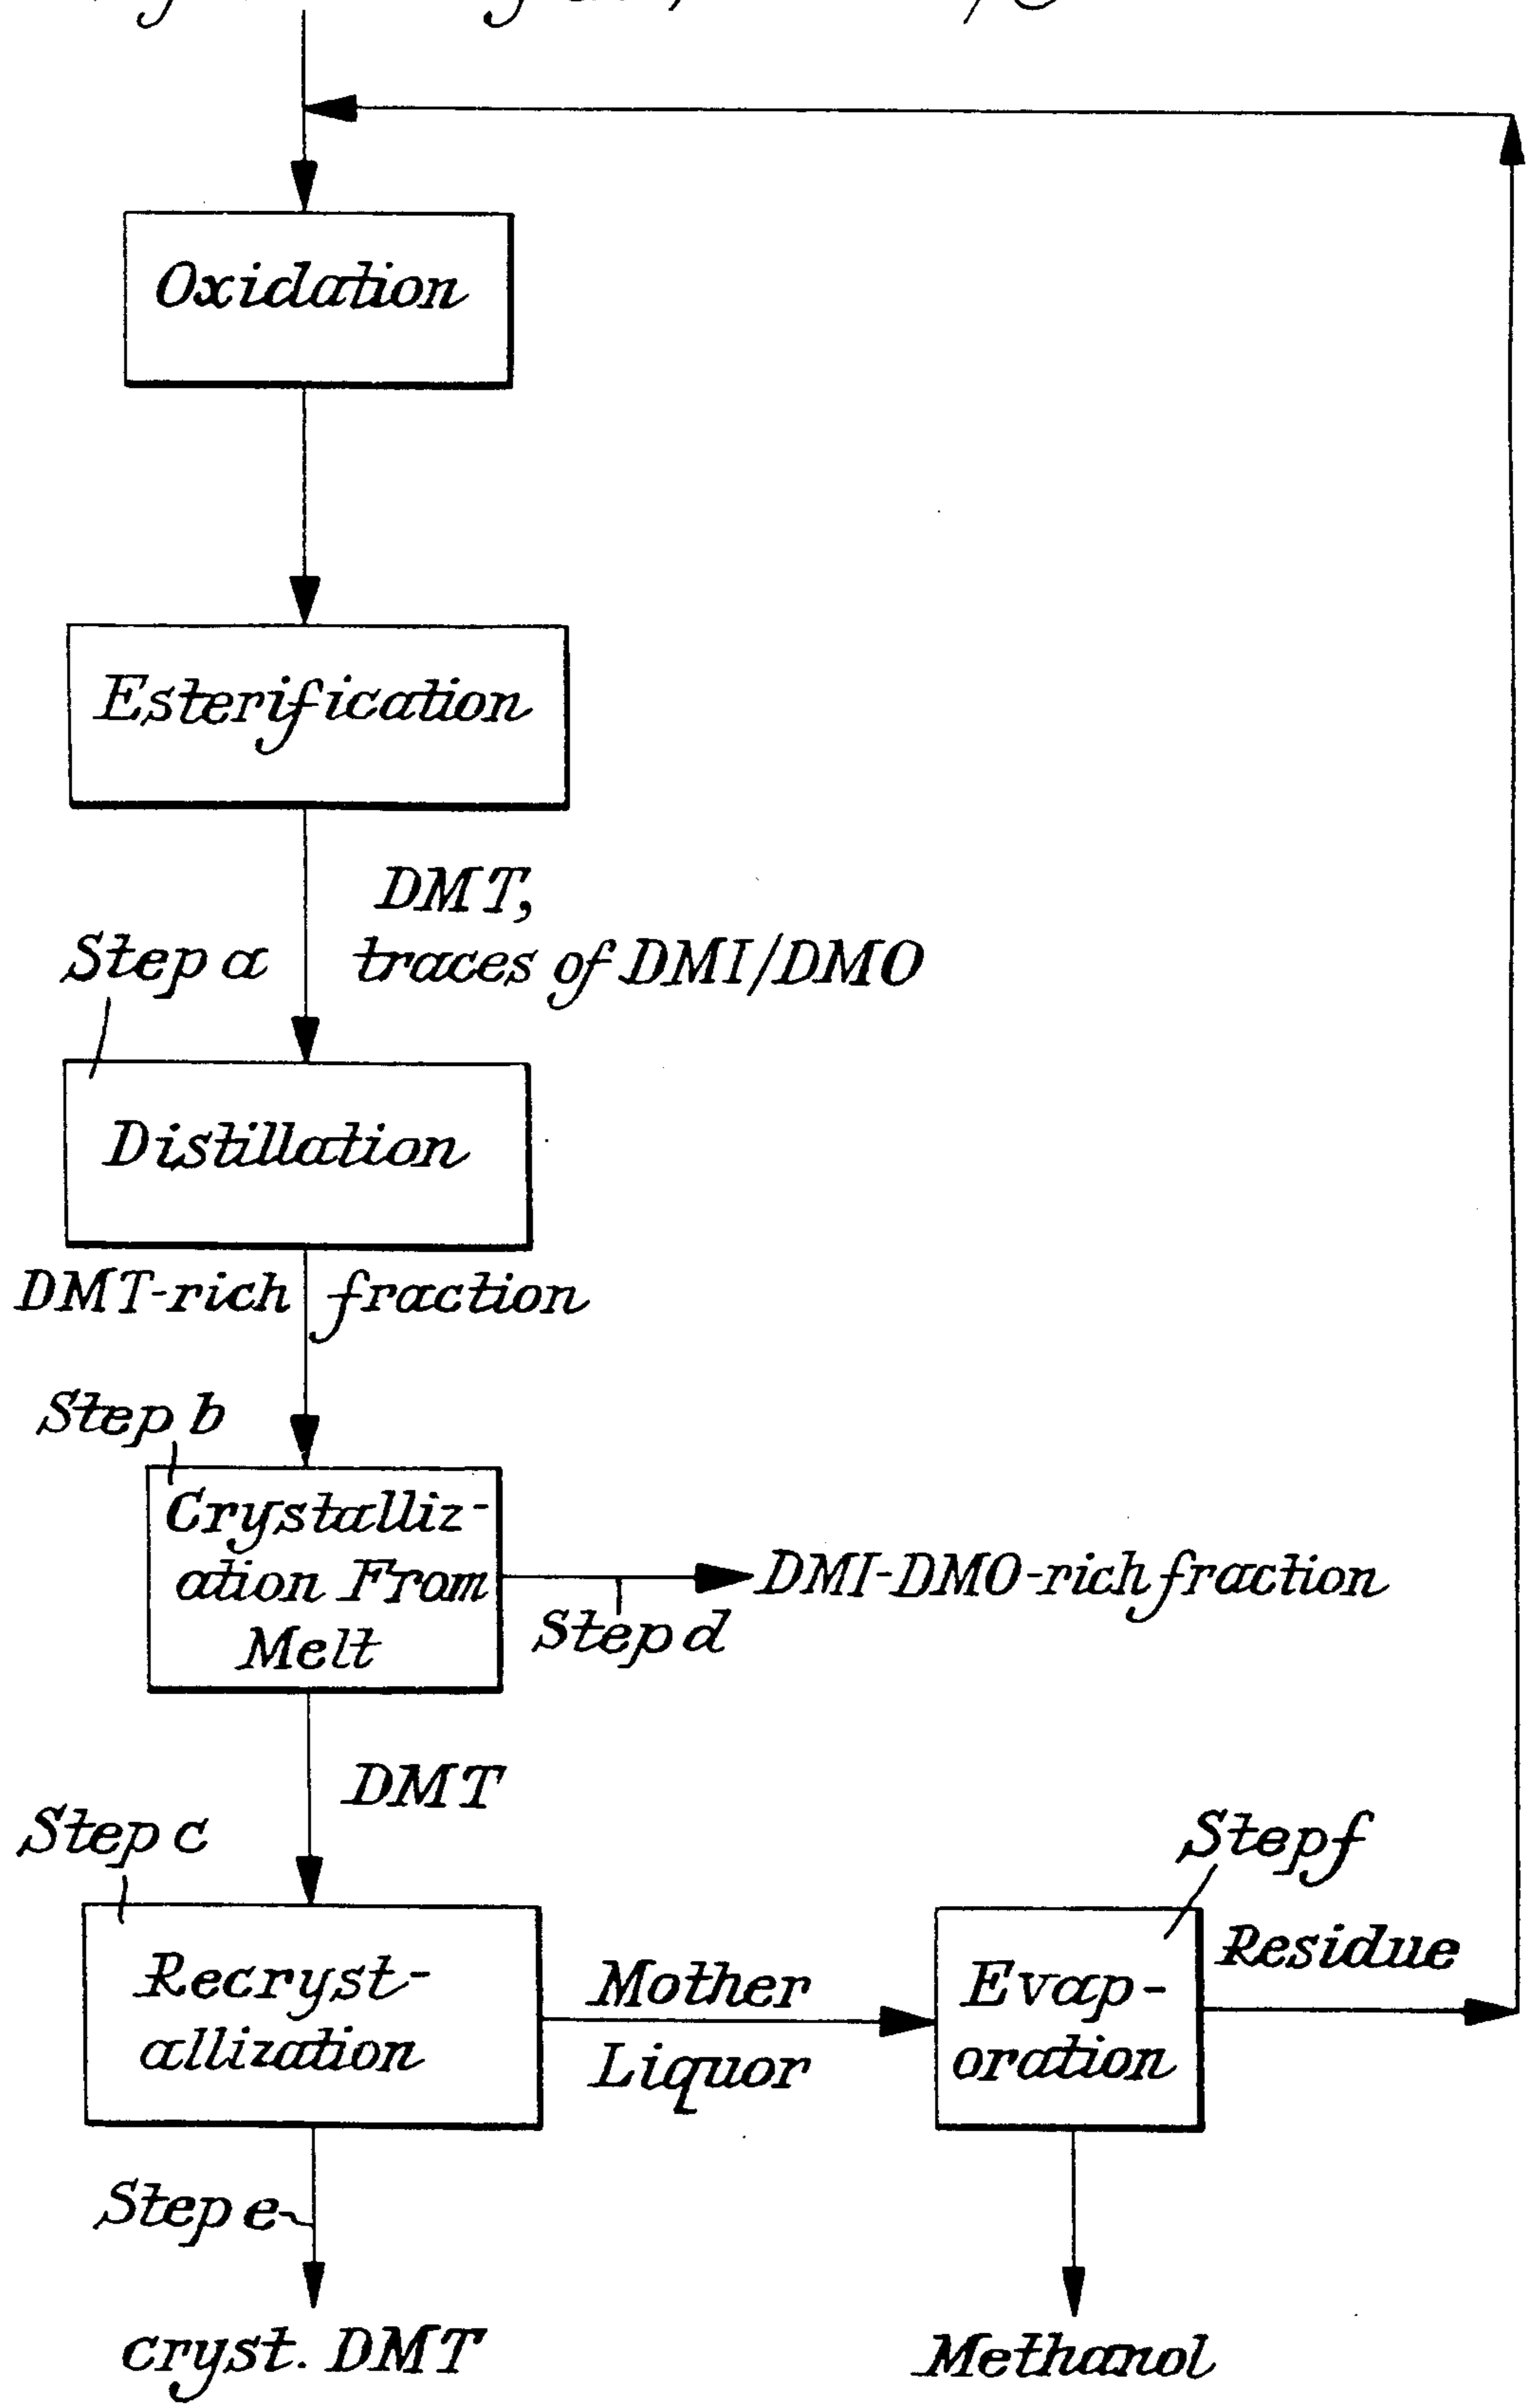 Oxidation
Esterification
DMT,
traces of DMI/DMO
Step a
Distillation
DMT-rich fraction
Step b
Crystalliz-
ation From
Melt
DMI-DMO-rich fraction
Step d
DMT
Step c
Step f
Recryst-
allization
Mother
Liquor
Evap-
oration
Residue
Step e
cryst. DMT
Methanol